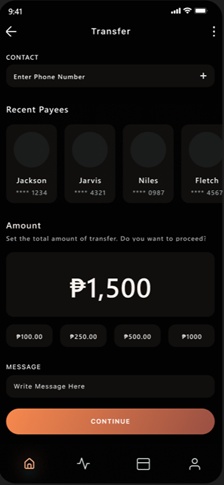 9:41
Transfer
CONTACT
Enter Phone Number +
Recent Payees
Jackson Jarvis Niles Fletch
**** 1234 **** 4321 **** 0987 **** 4567
Amount
Set the total amount of transfer. Do you want to proceed?
₱1,500
₱100.00 ₱250.00 ₱500.00 ₱1000
MESSAGE
Write Message Here
CONTINUE